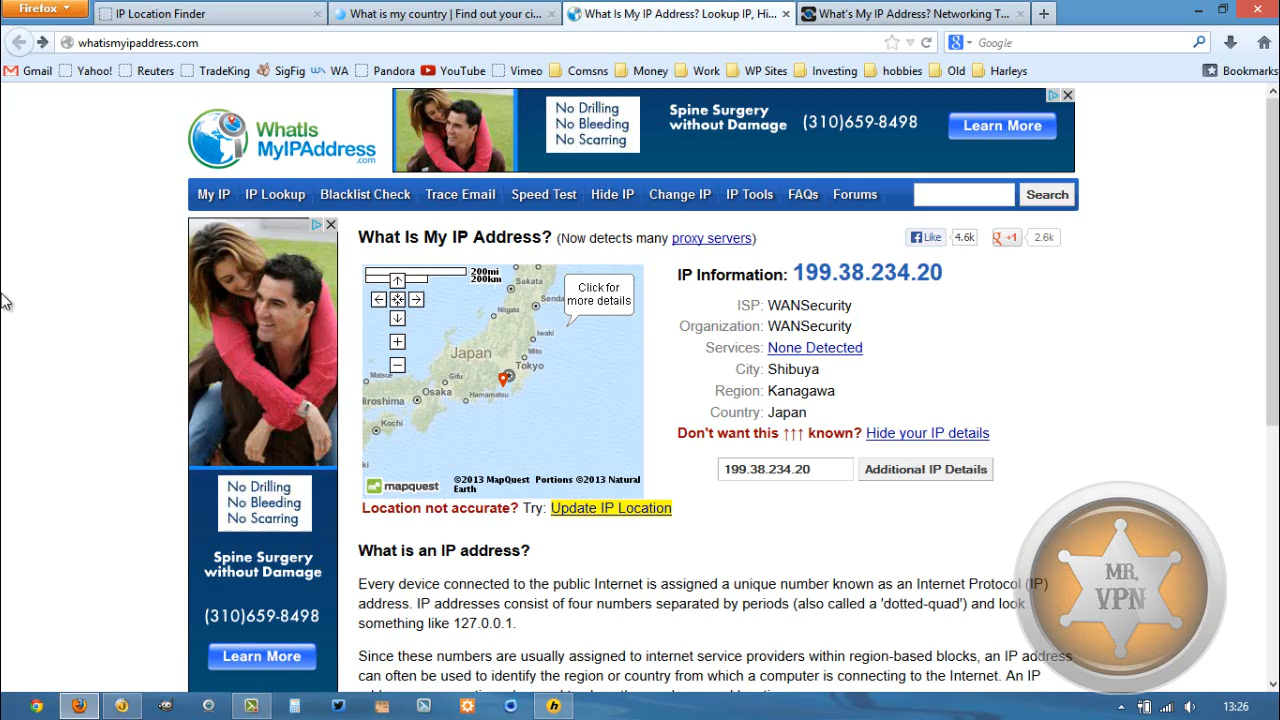 Firefox
IP Location Finder
What is my country | Find out your ci...
What Is My IP Address? Lookup IP, Hi...
What's My IP Address? Networking T...
whatismyipaddress.com
Google
Gmail
Yahoo!
Reuters
TradeKing
SigFig
WA
Pandora
YouTube
Vimeo
Comsns
Money
Work
WP Sites
Investing
hobbies
Old
Harleys
Bookmarks
WhatIs
MyIPAddress
.com
No Drilling
No Bleeding
No Scarring
Spine Surgery
without Damage
(310)659-8498
Learn More
My IP
IP Lookup
Blacklist Check
Trace Email
Speed Test
Hide IP
Change IP
IP Tools
FAQs
Forums
Search
What Is My IP Address? (Now detects many proxy servers)
Like
4.6k
+1
2.6k
200mi
200km
Sakata
Click for
more details
Niigata
Iwaki
Japan
Mito
Tokyo
Gifu
Osaka
Hamamatsu
Kochi
mapquest
©2013 MapQuest Portions ©2013 Natural
Earth
IP Information: 199.38.234.20
ISP: WANSecurity
Organization: WANSecurity
Services: None Detected
City: Shibuya
Region: Kanagawa
Country: Japan
Don't want this ↑↑↑ known? Hide your IP details
199.38.234.20
Additional IP Details
Location not accurate? Try: Update IP Location
No Drilling
No Bleeding
No Scarring
Spine Surgery
without Damage
(310)659-8498
Learn More
What is an IP address?
Every device connected to the public Internet is assigned a unique number known as an Internet Protocol (IP)
address. IP addresses consist of four numbers separated by periods (also called a 'dotted-quad') and look
something like 127.0.0.1.
Since these numbers are usually assigned to internet service providers within region-based blocks, an IP address
can often be used to identify the region or country from which a computer is connecting to the Internet. An IP
MR.
VPN
13:26